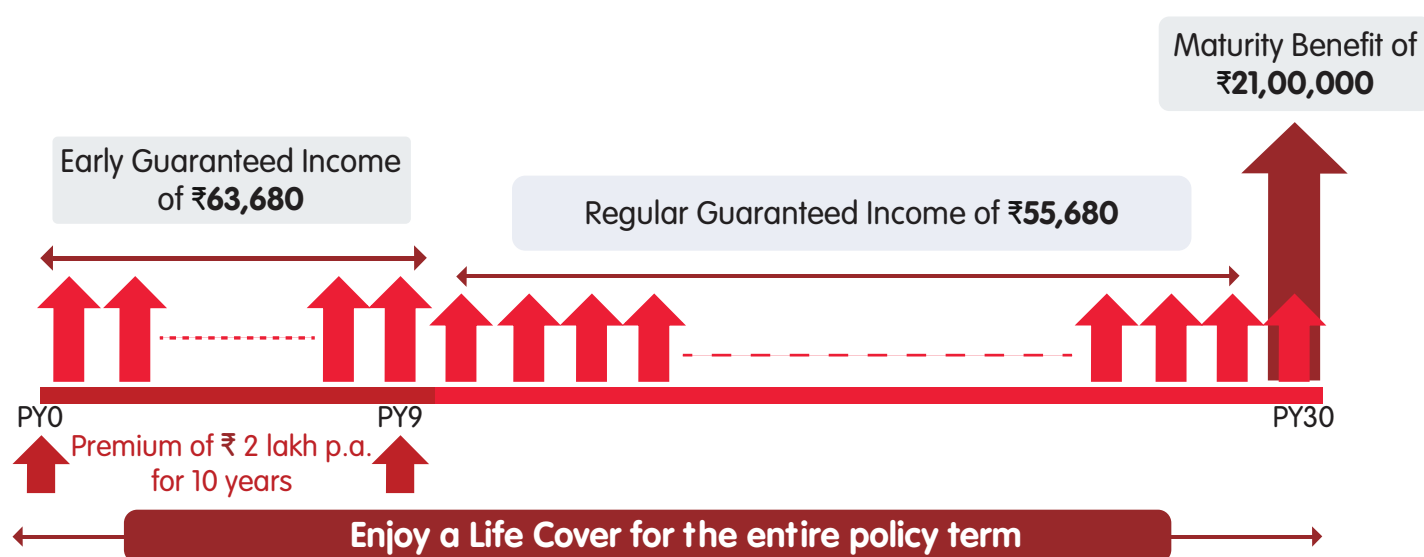 Maturity Benefit of
₹21,00,000
Early Guaranteed Income
of ₹63,680
Regular Guaranteed Income of ₹55,680
PY0
PY9
PY30
Premium of ₹ 2 lakh p.a.
for 10 years
Enjoy a Life Cover for the entire policy term